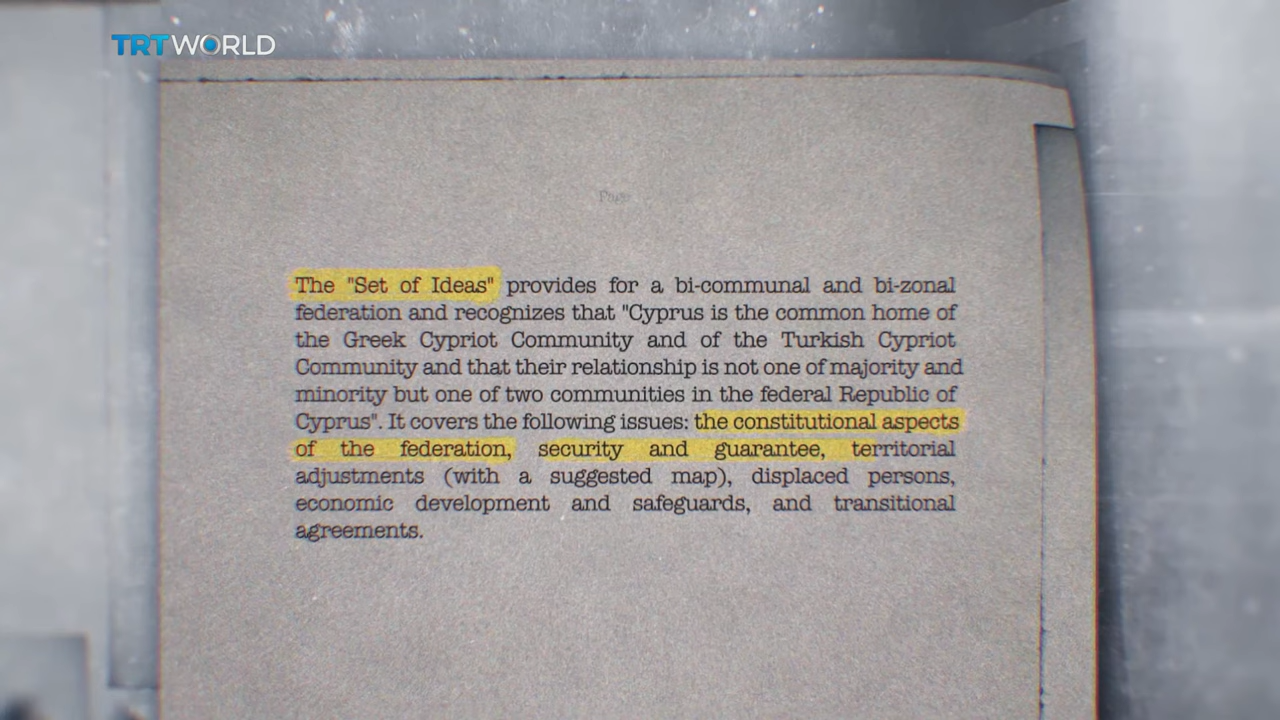 TRT WORLD
The "Set of Ideas" provides for a bi-communal and bi-zonal
federation and recognizes that "Cyprus is the common home of
the Greek Cypriot Community and of the Turkish Cypriot
Community and that their relationship is not one of majority and
minority but one of two communities in the federal Republic of
Cyprus". It covers the following issues: the constitutional aspects
of the federation, security and guarantee, territorial
adjustments (with a suggested map), displaced persons,
economic development and safeguards, and transitional
agreements.